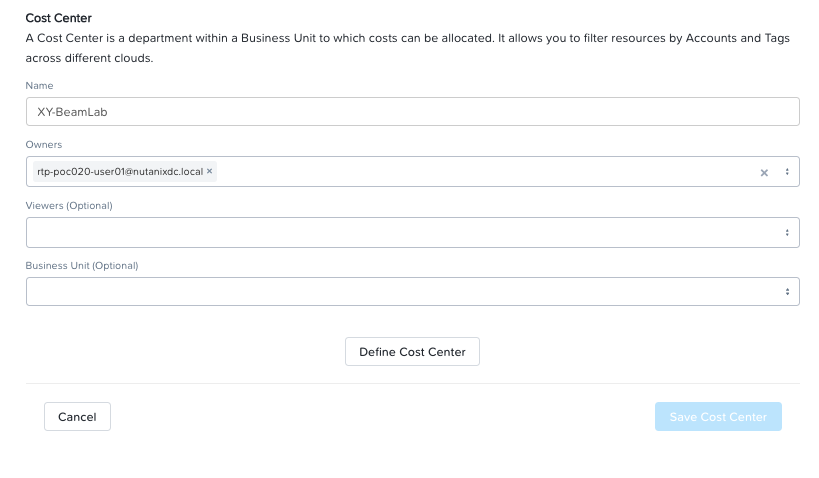 Cost Center
A Cost Center is a department within a Business Unit to which costs can be allocated. It allows you to filter resources by Accounts and Tags
across different clouds.
Name
XY-BeamLab
Owners
rtp-poc020-user01@nutanixdc.local ×
Viewers (Optional)
Business Unit (Optional)
Define Cost Center
Cancel
Save Cost Center